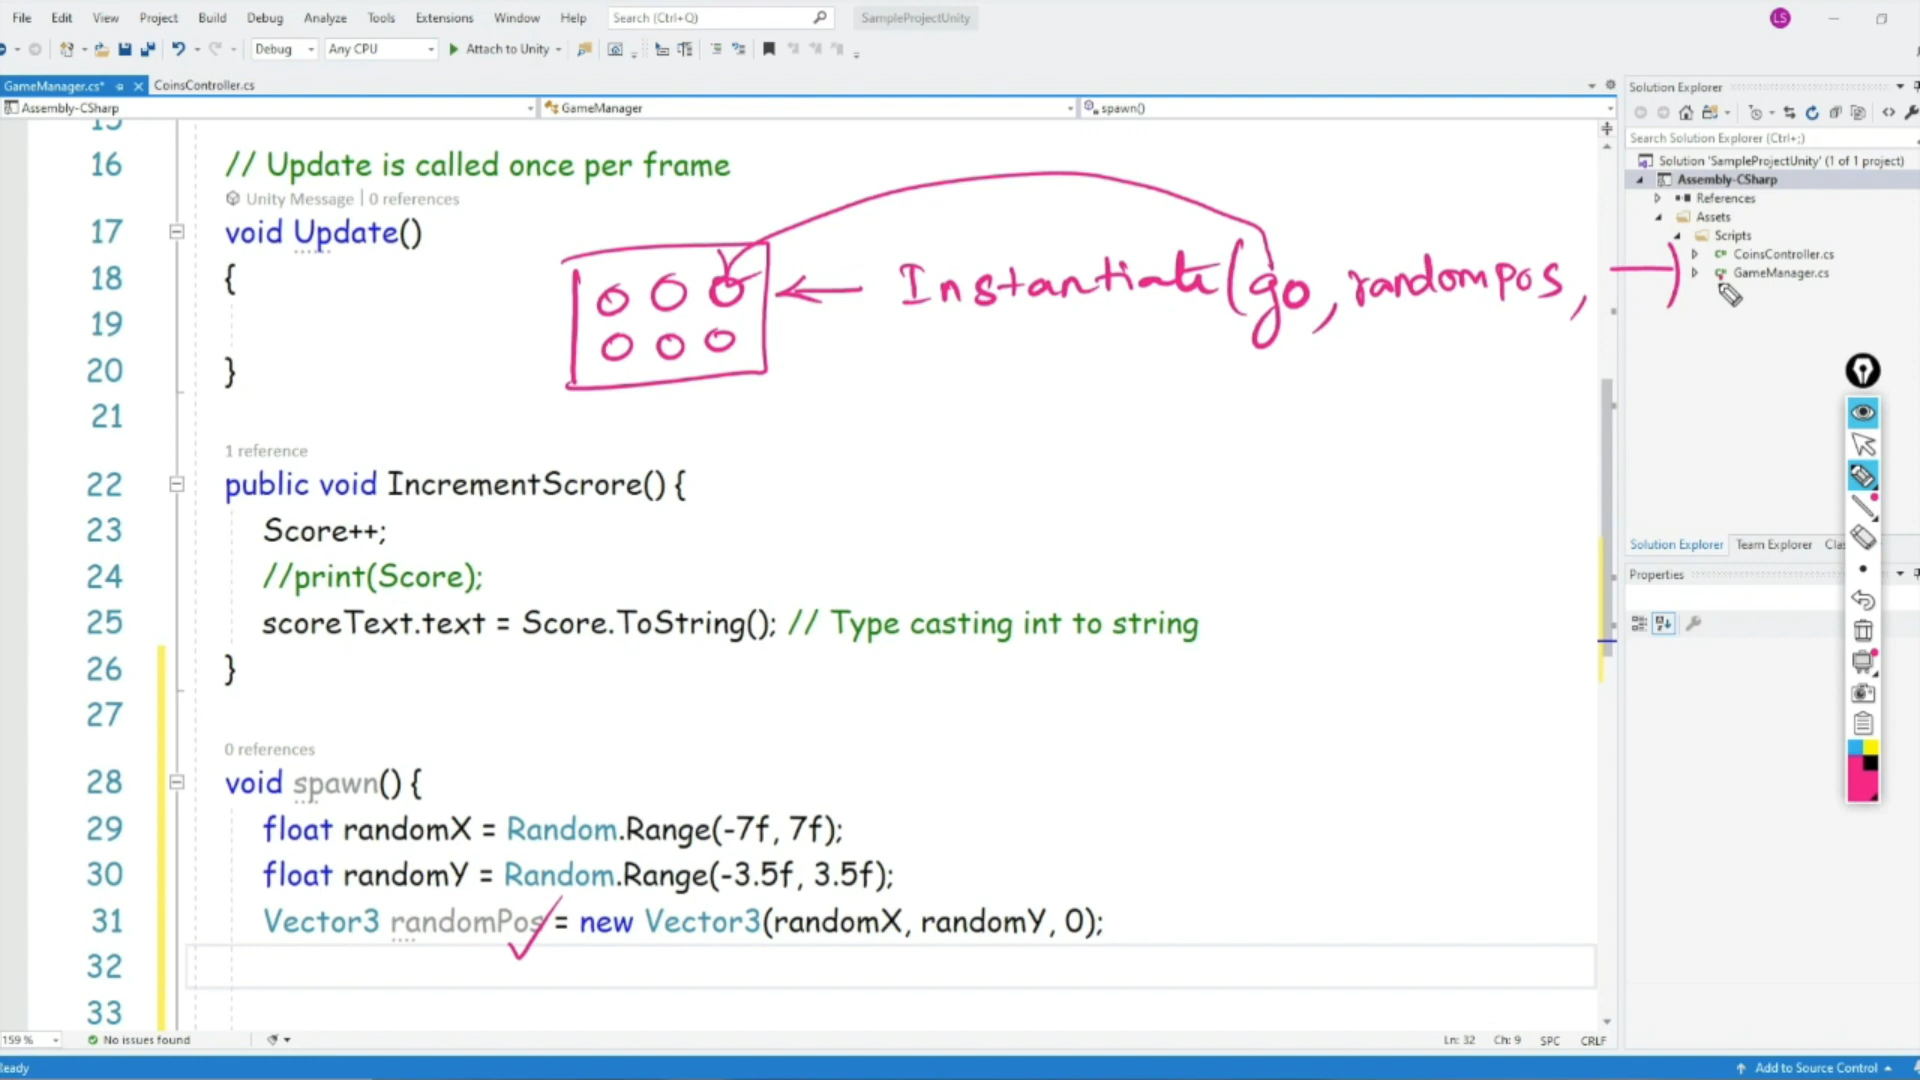 File Edit View Project Build Debug Analyze Tools Extensions Window Help Search (Ctrl+Q) SampleProjectUnity LS
Debug Any CPU Attach to Unity
GameManager.cs* CoinsController.cs
Assembly-CSharp GameManager spawn()
15
16 // Update is called once per frame
Unity Message | 0 references
17 void Update()
18 {
19
20 }
21
Instantiate(go, randompos, — )
1 reference
22 public void IncrementScrore() {
23 Score++;
24 //print(Score);
25 scoreText.text = Score.ToString(); // Type casting int to string
26 }
27
0 references
28 void spawn() {
29 float randomX = Random.Range(-7f, 7f);
30 float randomY = Random.Range(-3.5f, 3.5f);
31 Vector3 randomPos = new Vector3(randomX, randomY, 0);
32
33
159 % No issues found Ln: 32 Ch: 9 SPC CRLF
Ready Add to Source Control
Solution Explorer
Search Solution Explorer (Ctrl+;)
Solution 'SampleProjectUnity' (1 of 1 project)
Assembly-CSharp
References
Assets
Scripts
CoinsController.cs
GameManager.cs
Solution Explorer Team Explorer Cla
Properties